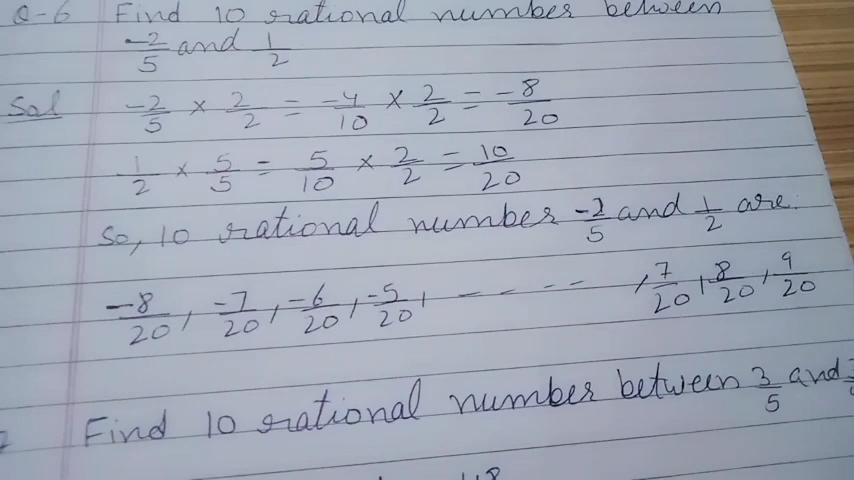 Q-6 Find 10 rational number between
-2/5 and 1/2
Sol -2/5 × 2/2 = -4/10 × 2/2 = -8/20
1/2 × 5/5 = 5/10 × 2/2 = 10/20
So, 10 rational number -2/5 and 1/2 are:
-8/20, -7/20, -6/20, -5/20, - - - - - , 7/20, 8/20, 9/20
Find 10 rational number between 3/5 and